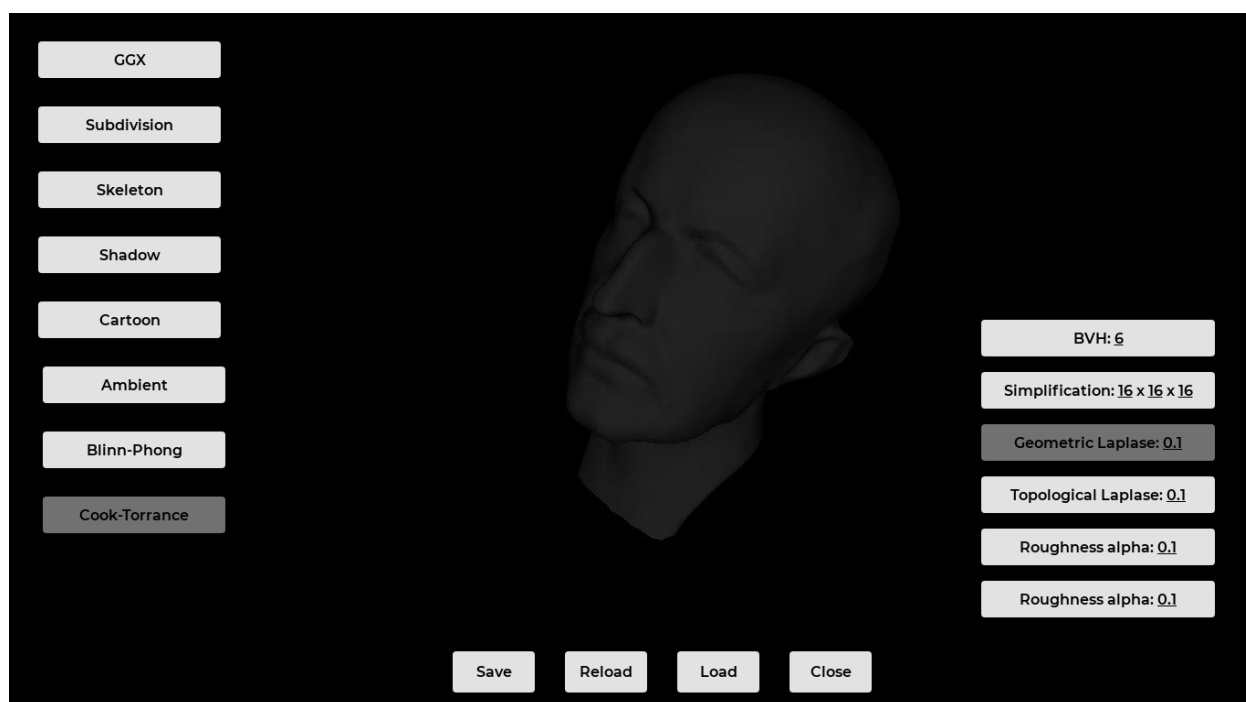 GGX
Subdivision
Skeleton
Shadow
Cartoon
Ambient
Blinn-Phong
Cook-Torrance
BVH: 6
Simplification: 16 x 16 x 16
Geometric Laplase: 0.1
Topological Laplase: 0.1
Roughness alpha: 0.1
Roughness alpha: 0.1
Save Reload Load Close